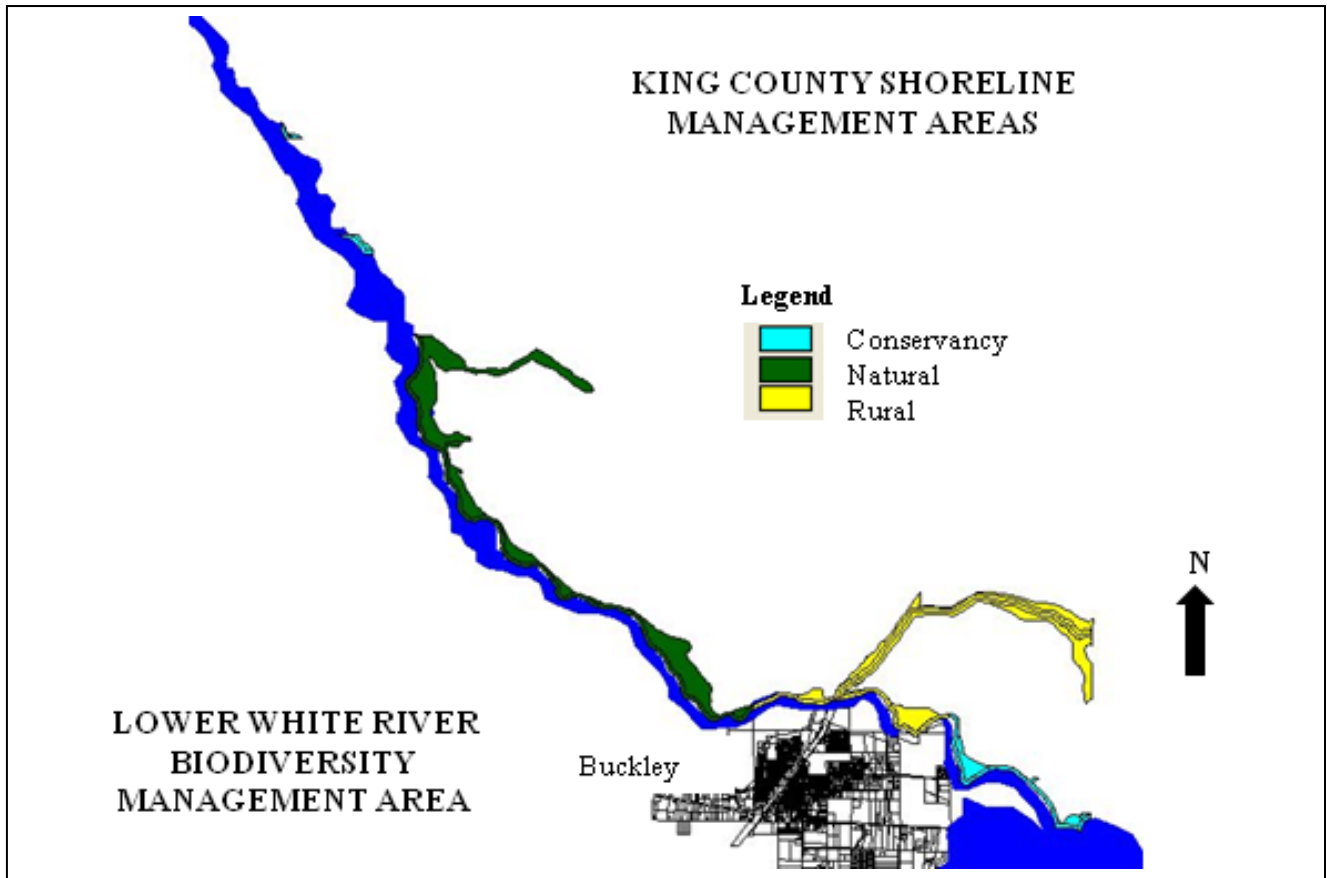 KING COUNTY SHORELINE
MANAGEMENT AREAS
Legend
Conservancy
Natural
Rural
N
LOWER WHITE RIVER
BIODIVERSITY
MANAGEMENT AREA
Buckley